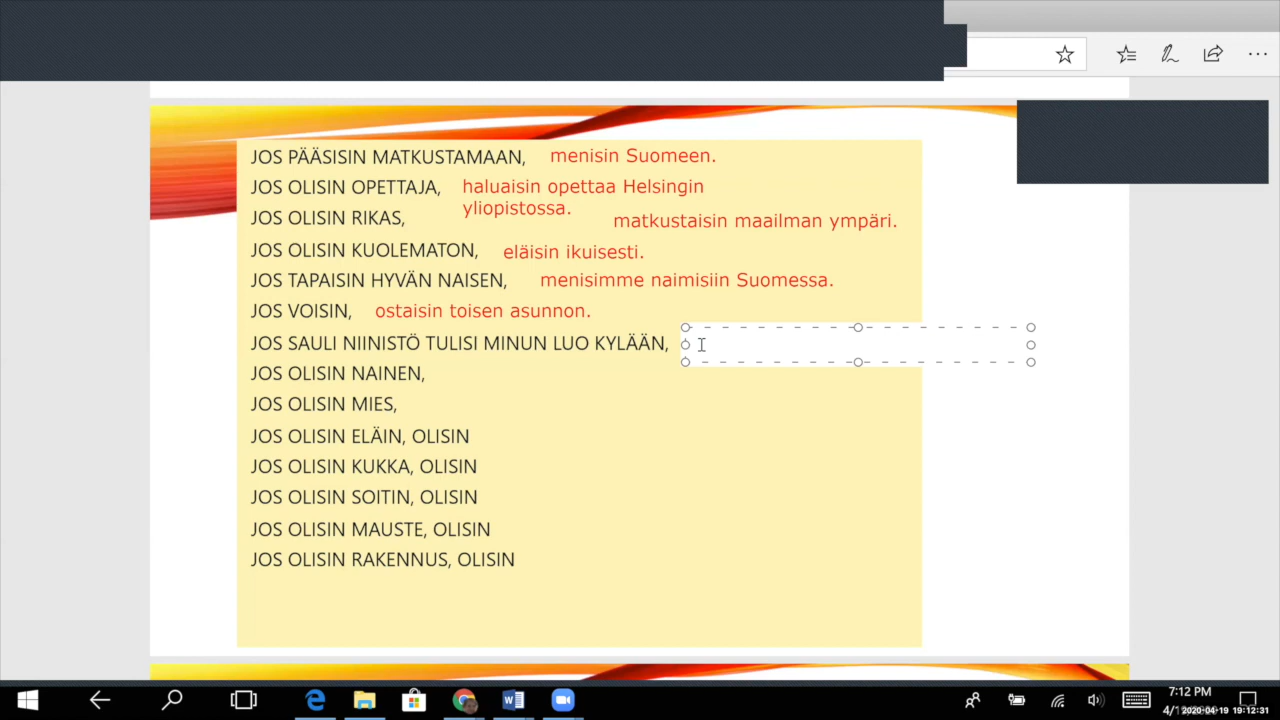 JOS PÄÄSISIN MATKUSTAMAAN, menisin Suomeen.
JOS OLISIN OPETTAJA, haluaisin opettaa Helsingin
yliopistossa.
JOS OLISIN RIKAS, matkustaisin maailman ympäri.
JOS OLISIN KUOLEMATON, eläisin ikuisesti.
JOS TAPAISIN HYVÄN NAISEN, menisimme naimisiin Suomessa.
JOS VOISIN, ostaisin toisen asunnon.
JOS SAULI NIINISTÖ TULISI MINUN LUO KYLÄÄN,
JOS OLISIN NAINEN,
JOS OLISIN MIES,
JOS OLISIN ELÄIN, OLISIN
JOS OLISIN KUKKA, OLISIN
JOS OLISIN SOITIN, OLISIN
JOS OLISIN MAUSTE, OLISIN
JOS OLISIN RAKENNUS, OLISIN
7:12 PM
2020-04-19 19:12:31